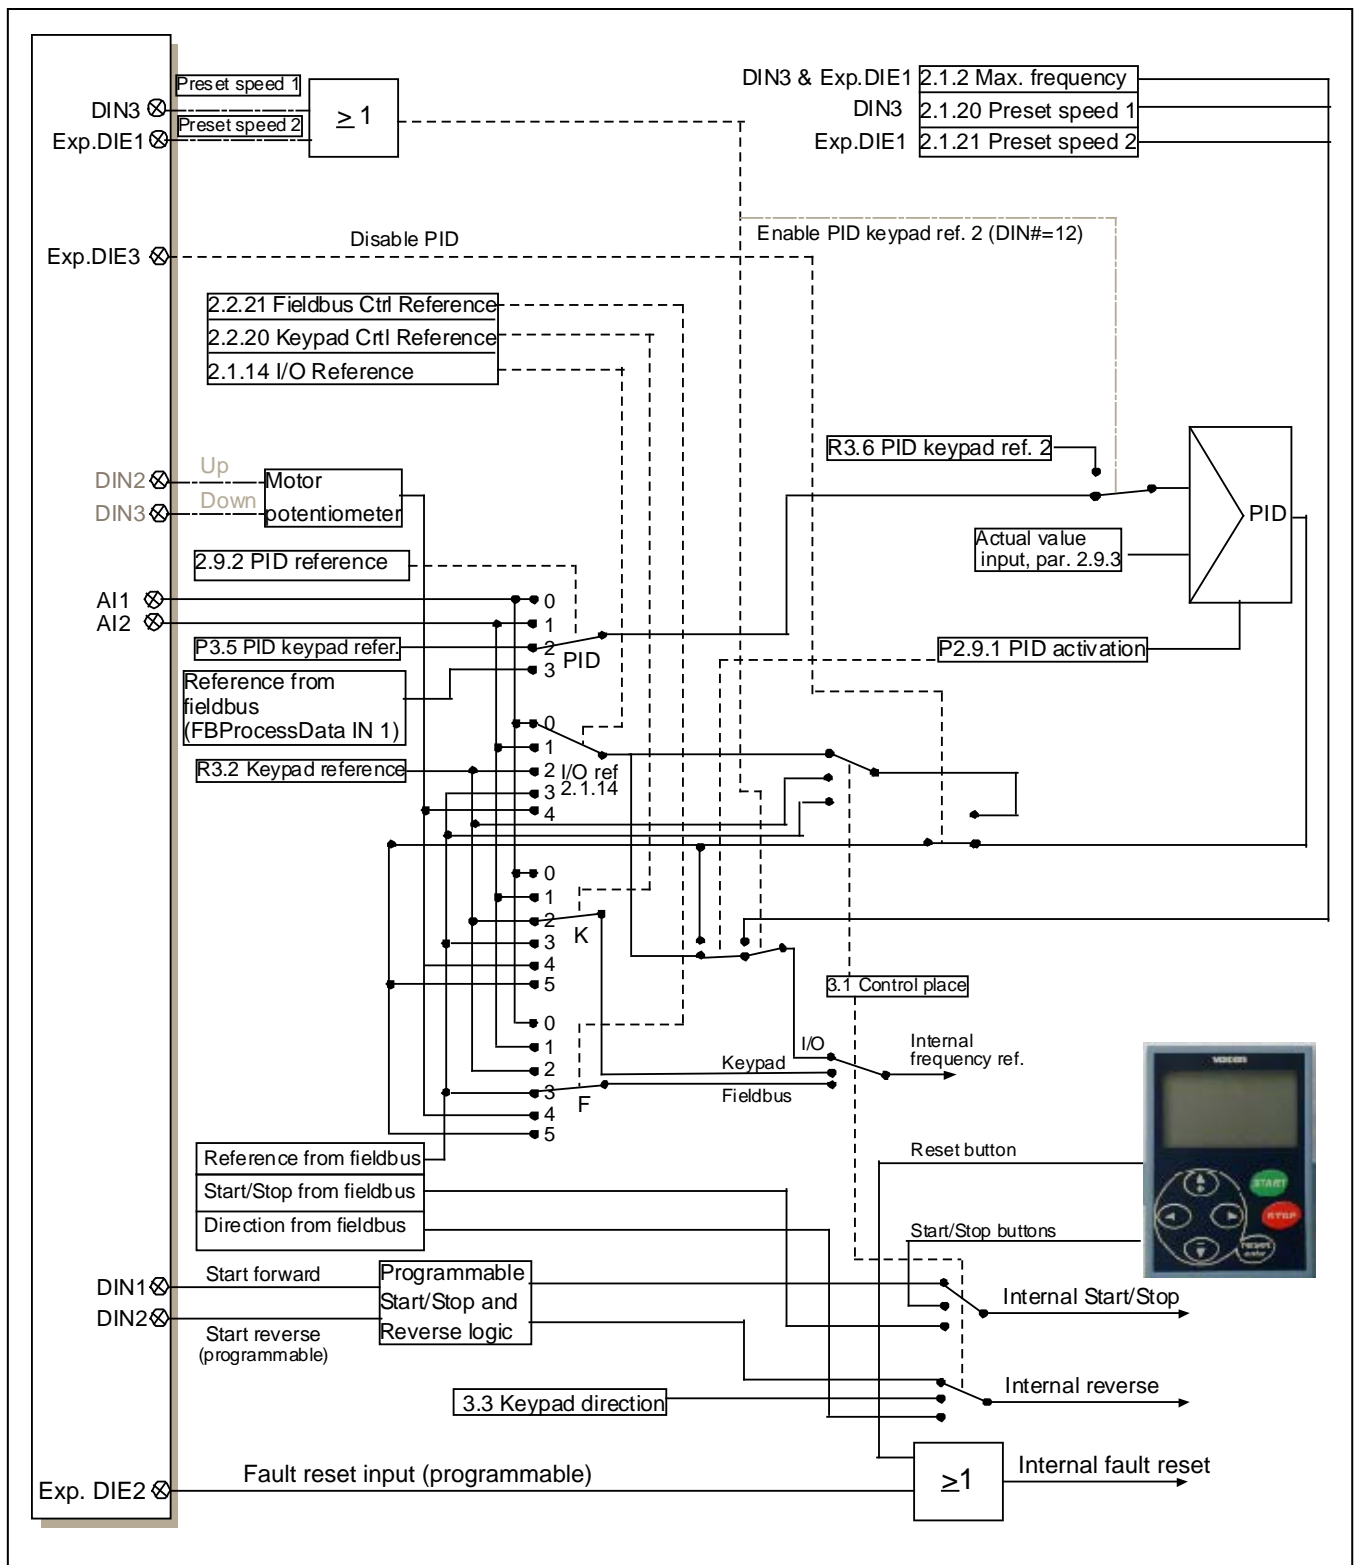 Preset speed 1
DIN3
Preset speed 2
Exp.DIE1
≥ 1
DIN3 & Exp.DIE1 2.1.2 Max. frequency
DIN3 2.1.20 Preset speed 1
Exp.DIE1 2.1.21 Preset speed 2
Disable PID
Enable PID keypad ref. 2 (DIN#=12)
Exp.DIE3
2.2.21 Fieldbus Ctrl Reference
2.2.20 Keypad Crtl Reference
2.1.14 I/O Reference
R3.6 PID keypad ref. 2
Up
DIN2
Down
DIN3
Motor
potentiometer
PID
Actual value
input, par. 2.9.3
2.9.2 PID reference
AI1
AI2
0
1
2
3
PID
P3.5 PID keypad refer.
P2.9.1 PID activation
Reference from
fieldbus
(FBProcessData IN 1)
R3.2 Keypad reference
0
1
2
3
4
I/O ref
2.1.14
0
1
2
3
4
5
K
3.1 Control place
0
1
2
3
4
5
F
I/O
Keypad
Fieldbus
Internal
frequency ref.
VACON
START
STOP
RESET
enter
Reference from fieldbus
Start/Stop from fieldbus
Direction from fieldbus
Reset button
Start/Stop buttons
DIN1
Start forward
DIN2
Start reverse
(programmable)
Programmable
Start/Stop and
Reverse logic
Internal Start/Stop
3.3 Keypad direction
Internal reverse
Exp. DIE2
Fault reset input (programmable)
≥1
Internal fault reset